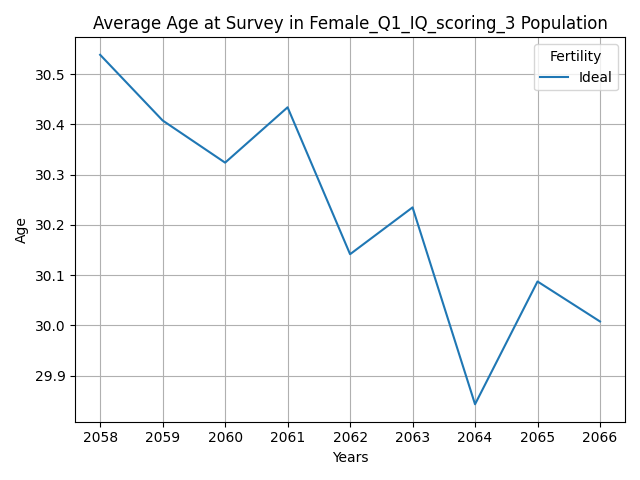 Average Age at Survey in Female_Q1_IQ_scoring_3 Population
Fertility
Ideal
30.5
30.4
30.3
30.2
30.1
30.0
29.9
Age
2058 2059 2060 2061 2062 2063 2064 2065 2066
Years